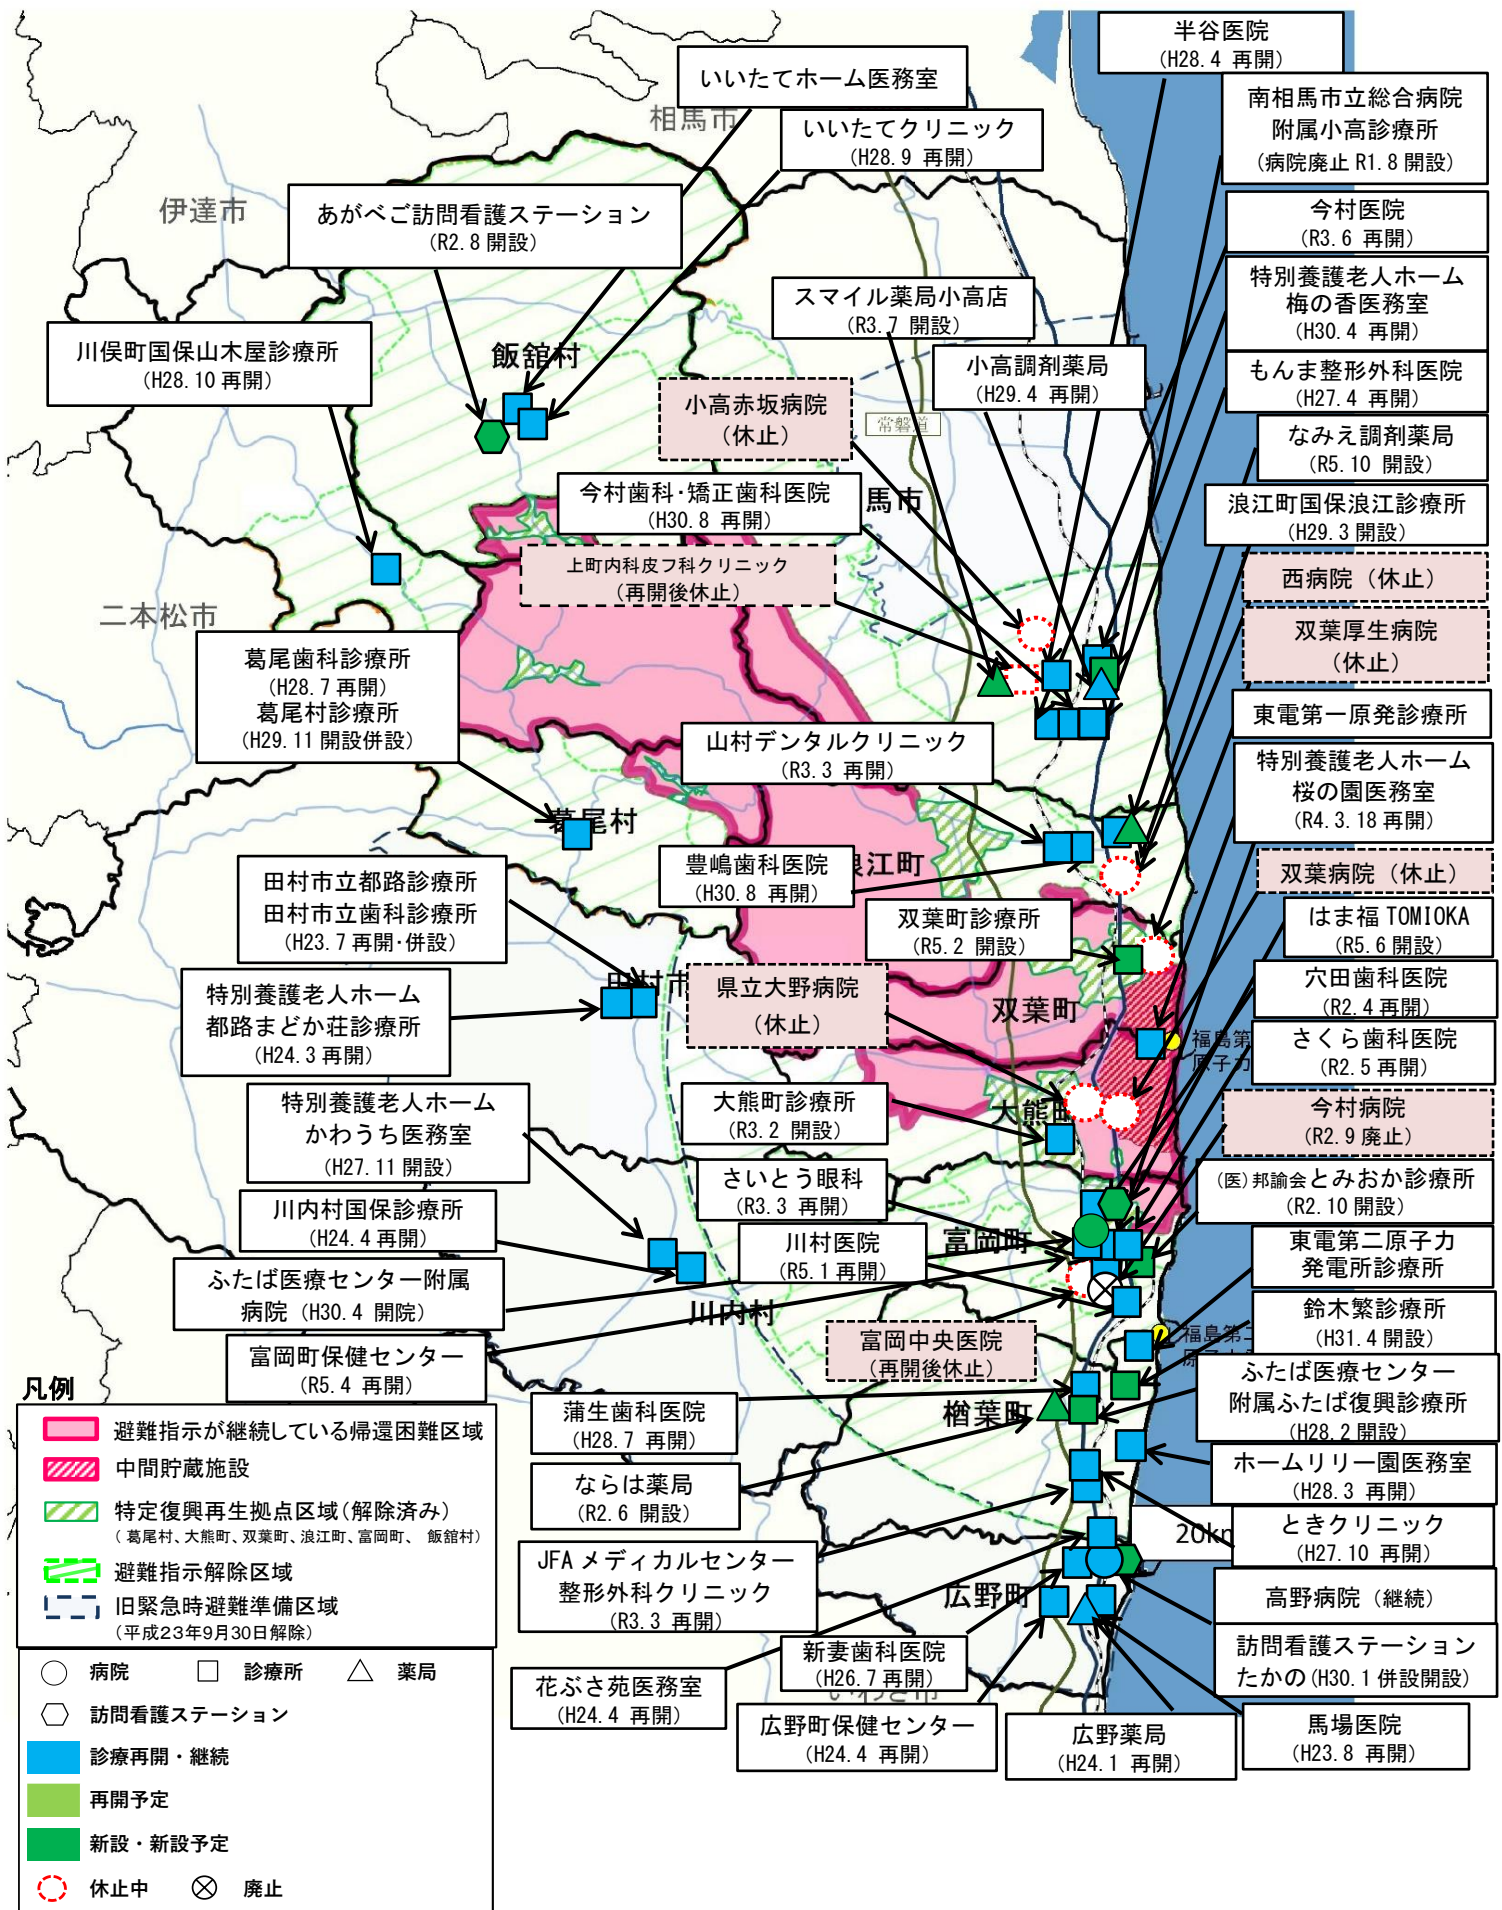 半谷医院
(H28.4 再開)
いいたてホーム医務室
相馬市
いいたてクリニック
(H28.9 再開)
南相馬市立総合病院
附属小高診療所
(病院廃止 R1.8 開設)
伊達市
あがべご訪問看護ステーション
(R2.8 開設)
今村医院
(R3.6 再開)
特別養護老人ホーム
梅の香医務室
(H30.4 再開)
スマイル薬局小高店
(R3.7 開設)
川俣町国保山木屋診療所
(H28.10 再開)
飯舘村
小高調剤薬局
(H29.4 再開)
もんま整形外科医院
(H27.4 再開)
小高赤坂病院
(休止)
常磐道
なみえ調剤薬局
(R5.10 開設)
今村歯科・矯正歯科医院
(H30.8 再開)
馬市
浪江町国保浪江診療所
(H29.3 開設)
上町内科皮フ科クリニック
(再開後休止)
西病院(休止)
二本松市
双葉厚生病院
(休止)
葛尾歯科診療所
(H28.7 再開)
葛尾村診療所
(H29.11 開設併設)
東電第一原発診療所
山村デンタルクリニック
(R3.3 再開)
特別養護老人ホーム
桜の園医務室
(R4.3.18 再開)
葛尾村
豊嶋歯科医院
(H30.8 再開)
浪江町
双葉病院(休止)
田村市立都路診療所
田村市立歯科診療所
(H23.7 再開・併設)
双葉町診療所
(R5.2 開設)
はま福 TOMIOKA
(R5.6 開設)
田村市
県立大野病院
(休止)
穴田歯科医院
(R2.4 再開)
特別養護老人ホーム
都路まどか荘診療所
(H24.3 再開)
双葉町
福島第
原子力
さくら歯科医院
(R2.5 再開)
特別養護老人ホーム
かわうち医務室
(H27.11 開設)
大熊町診療所
(R3.2 開設)
大熊町
今村病院
(R2.9 廃止)
さいとう眼科
(R3.3 再開)
(医)邦諭会とみおか診療所
(R2.10 開設)
川内村国保診療所
(H24.4 再開)
川村医院
(R5.1 再開)
富岡町
東電第二原子力
発電所診療所
ふたば医療センター附属
病院 (H30.4 開院)
川内村
鈴木繁診療所
(H31.4 開設)
富岡町保健センター
(R5.4 再開)
富岡中央医院
(再開後休止)
福島第二
ふたば医療センター
附属ふたば復興診療所
(H28.2 開設)
凡例
避難指示が継続している帰還困難区域
中間貯蔵施設
特定復興再生拠点区域(解除済み)
(葛尾村、大熊町、双葉町、浪江町、富岡町、 飯舘村)
避難指示解除区域
旧緊急時避難準備区域
(平成23年9月30日解除)
蒲生歯科医院
(H28.7 再開)
楢葉町
ホームリリー園医務室
(H28.3 再開)
ならは薬局
(R2.6 開設)
20km
ときクリニック
(H27.10 再開)
JFA メディカルセンター
整形外科クリニック
(R3.3 再開)
広野町
高野病院(継続)
新妻歯科医院
(H26.7 再開)
訪問看護ステーション
たかの(H30.1 併設開設)
花ぶさ苑医務室
(H24.4 再開)
いわき市
広野町保健センター
(H24.4 再開)
広野薬局
(H24.1 再開)
馬場医院
(H23.8 再開)
病院 診療所 薬局
訪問看護ステーション
診療再開・継続
再開予定
新設・新設予定
休止中 廃止